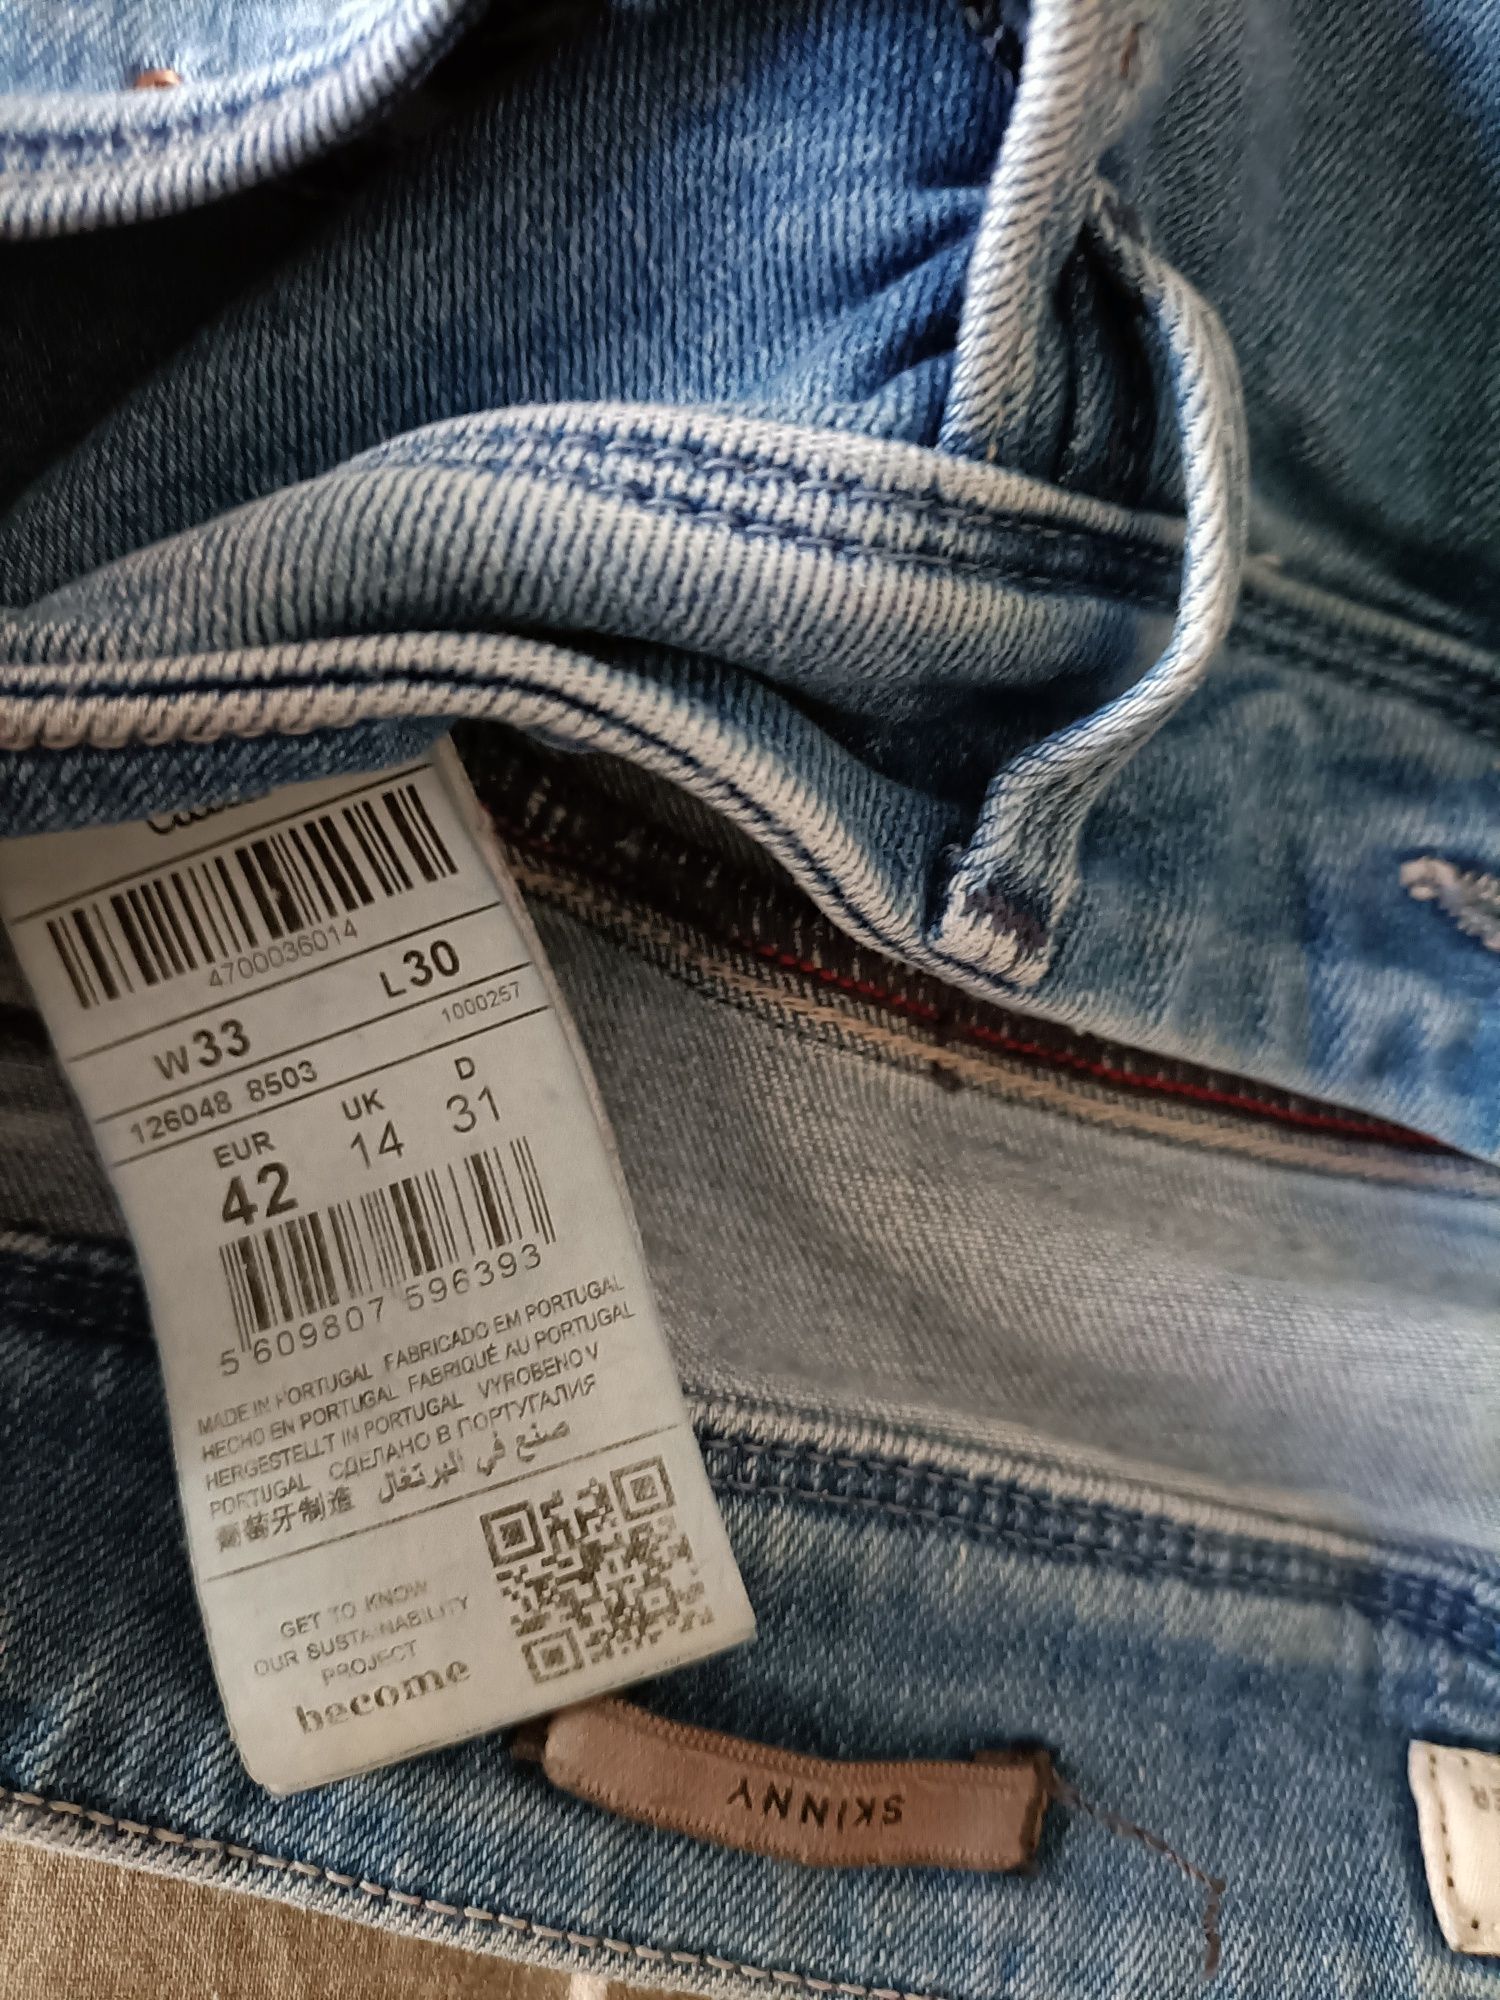 4700036014
W33 L30
126048 8503 1000257
EUR UK D
42 14 31
5 609807 596393
MADE IN PORTUGAL FABRICADO EM PORTUGAL
HECHO EN PORTUGAL FABRIQUÉ AU PORTUGAL
HERGESTELLT IN PORTUGAL VYROBENO V
PORTUGAL СДЕЛАНО В ПОРТУГАЛИЯ
葡萄牙制造 صنع في البرتغال
GET TO KNOW
OUR SUSTAINABILITY
PROJECT
become
SKINNY